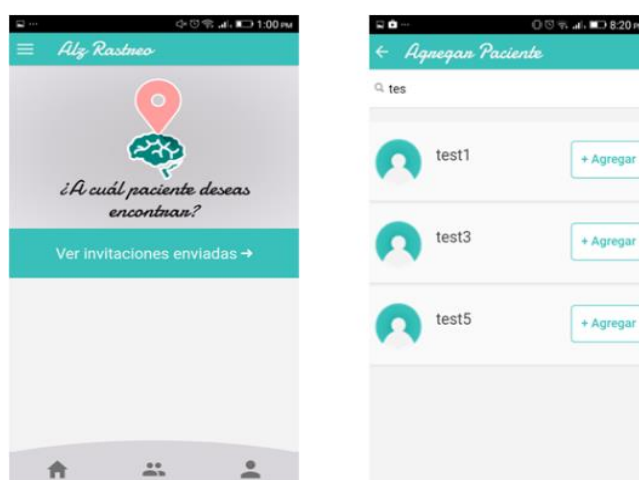 1:00 PM
Alz Rastreo
¿A cuál paciente deseas
encontrar?
Ver invitaciones enviadas →
8:20 P
Agregar Paciente
tes
test1
+ Agregar
test3
+ Agregar
test5
+ Agregar